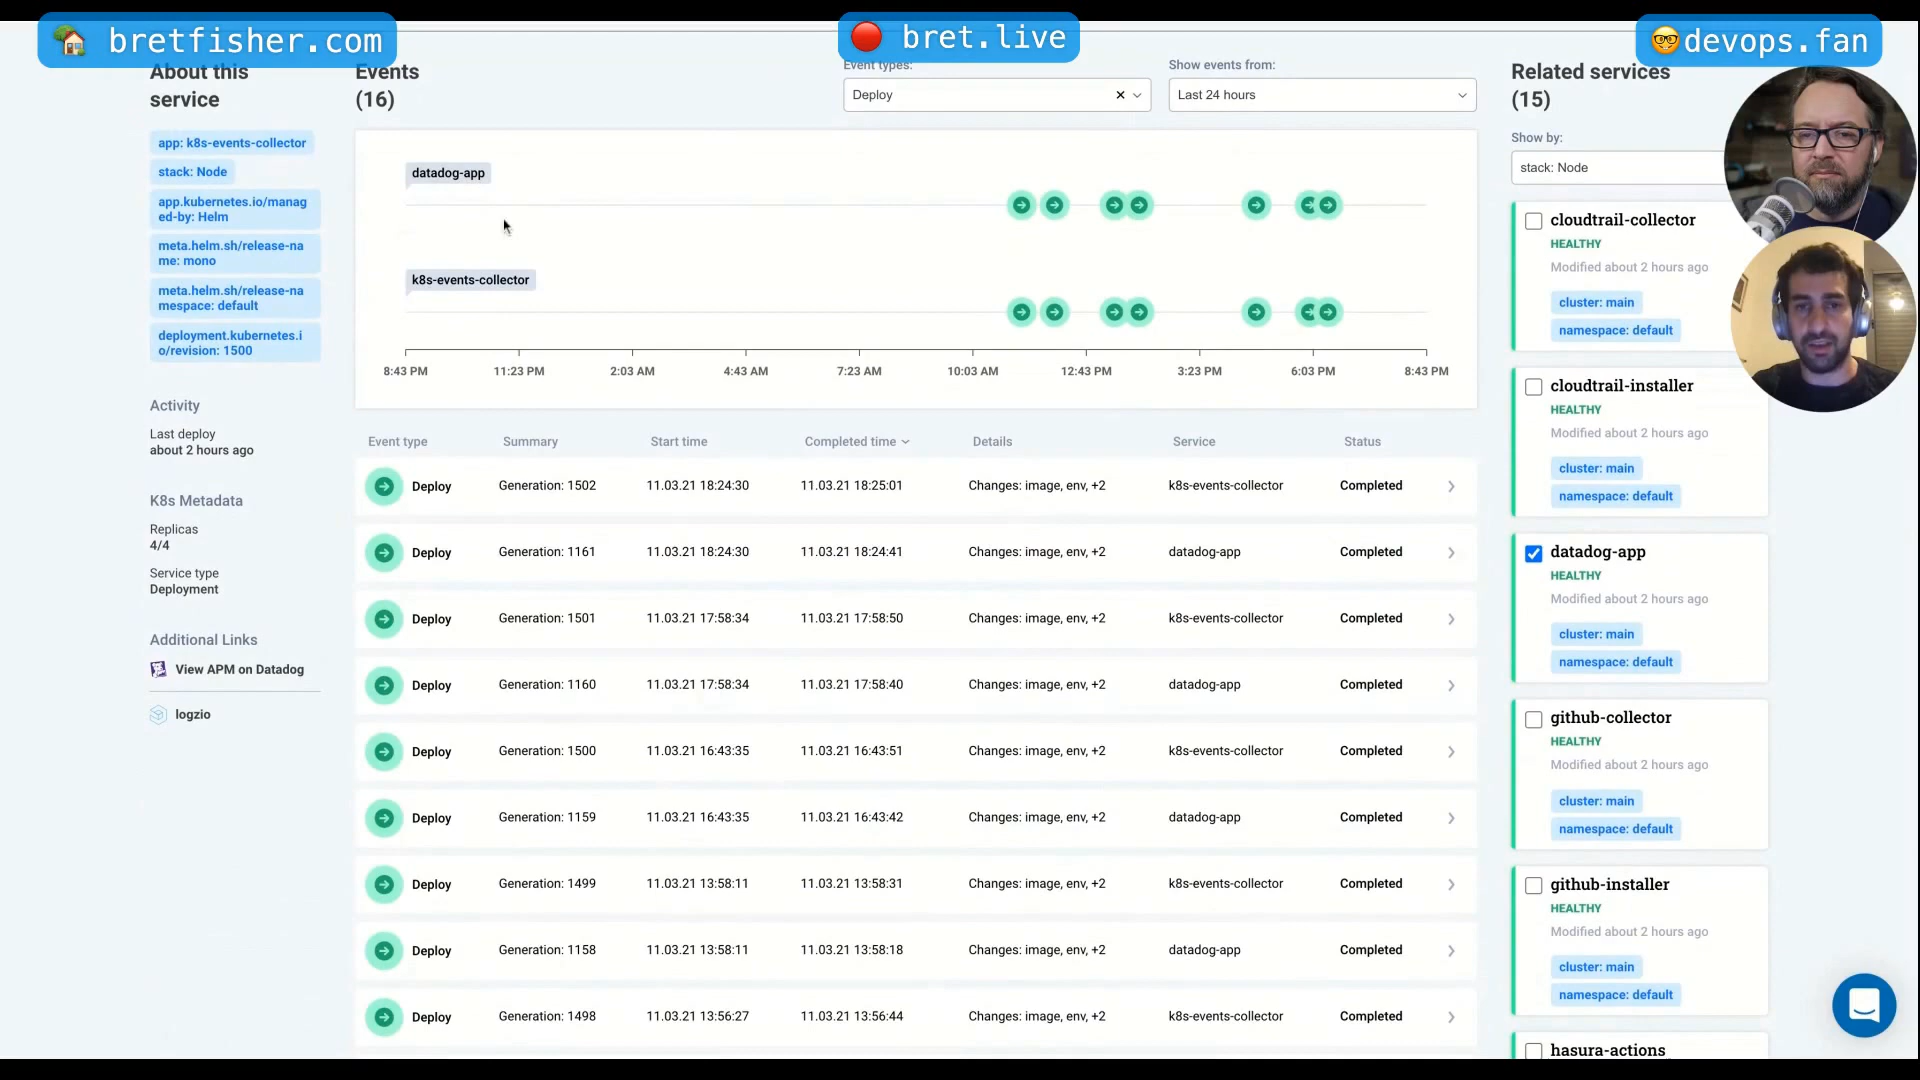 bretfisher.com
bret.live
devops.fan
About this
service
app: k8s-events-collector
stack: Node
app.kubernetes.io/manag
ed-by: Helm
meta.helm.sh/release-na
me: mono
meta.helm.sh/release-na
mespace: default
deployment.kubernetes.i
o/revision: 1500
Activity
Last deploy
about 2 hours ago
K8s Metadata
Replicas
4/4
Service type
Deployment
Additional Links
View APM on Datadog
logzio
Events
(16)
Event types:
Deploy
Show events from:
Last 24 hours
datadog-app
k8s-events-collector
8:43 PM 11:23 PM 2:03 AM 4:43 AM 7:23 AM 10:03 AM 12:43 PM 3:23 PM 6:03 PM 8:43 PM
Event type Summary Start time Completed time Details Service Status
Deploy Generation: 1502 11.03.21 18:24:30 11.03.21 18:25:01 Changes: image, env, +2 k8s-events-collector Completed
Deploy Generation: 1161 11.03.21 18:24:30 11.03.21 18:24:41 Changes: image, env, +2 datadog-app Completed
Deploy Generation: 1501 11.03.21 17:58:34 11.03.21 17:58:50 Changes: image, env, +2 k8s-events-collector Completed
Deploy Generation: 1160 11.03.21 17:58:34 11.03.21 17:58:40 Changes: image, env, +2 datadog-app Completed
Deploy Generation: 1500 11.03.21 16:43:35 11.03.21 16:43:51 Changes: image, env, +2 k8s-events-collector Completed
Deploy Generation: 1159 11.03.21 16:43:35 11.03.21 16:43:42 Changes: image, env, +2 datadog-app Completed
Deploy Generation: 1499 11.03.21 13:58:11 11.03.21 13:58:31 Changes: image, env, +2 k8s-events-collector Completed
Deploy Generation: 1158 11.03.21 13:58:11 11.03.21 13:58:18 Changes: image, env, +2 datadog-app Completed
Deploy Generation: 1498 11.03.21 13:56:27 11.03.21 13:56:44 Changes: image, env, +2 k8s-events-collector Completed
Related services
(15)
Show by:
stack: Node
cloudtrail-collector
HEALTHY
Modified about 2 hours ago
cluster: main
namespace: default
cloudtrail-installer
HEALTHY
Modified about 2 hours ago
cluster: main
namespace: default
datadog-app
HEALTHY
Modified about 2 hours ago
cluster: main
namespace: default
github-collector
HEALTHY
Modified about 2 hours ago
cluster: main
namespace: default
github-installer
HEALTHY
Modified about 2 hours ago
cluster: main
namespace: default
hasura-actions